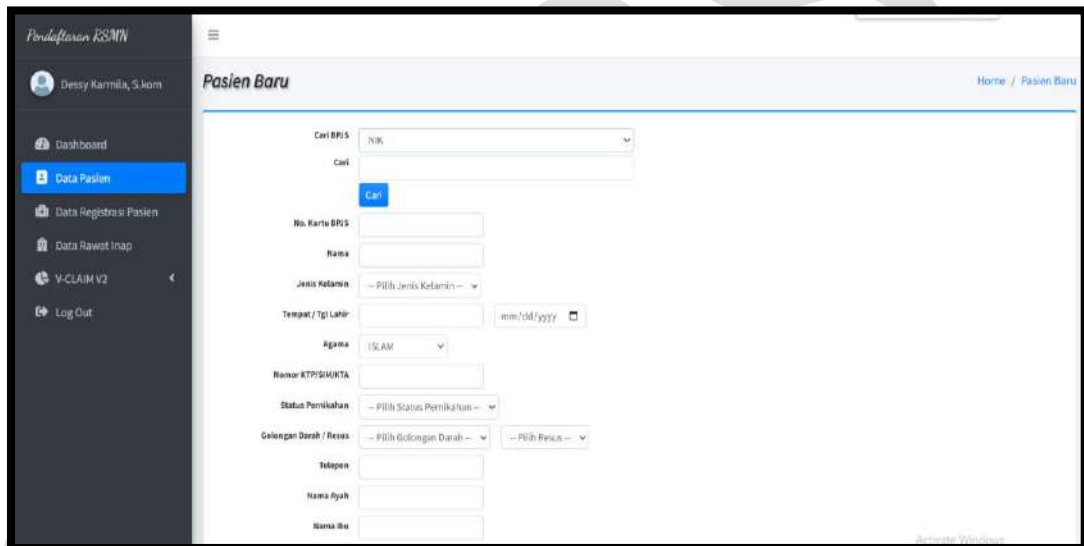 Pendaftaran RSMN
Dessy Karmila, S.kom
Dashboard
Data Pasien
Data Registrasi Pasien
Data Rawat Inap
V-CLAIM V2
Log Out
Pasien Baru
Home / Pasien Baru
Cari BPJS NIK
Cari
Cari
No. Kartu BPJS
Nama
Jenis Kelamin -- Pilih Jenis Kelamin --
Tempat / Tgl Lahir mm/dd/yyyy
Agama ISLAM
Nomor KTP/SIM/KTA
Status Pernikahan -- Pilih Status Pernikahan --
Golongan Darah / Resus -- Pilih Golongan Darah -- -- Pilih Resus --
Telepon
Nama Ayah
Nama Ibu
Activate Windows